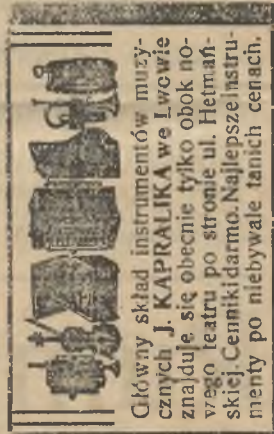 Główny skład instrumentów muzy-
cznych J. KAPRALIKA we Lwowie
znajduje się obecnie tylko obok no-
wego teatru po stronie ul. Hetmań-
skiej. Cenniki darmo. Najlepsze instru-
menty po niebywale tanich cenach.